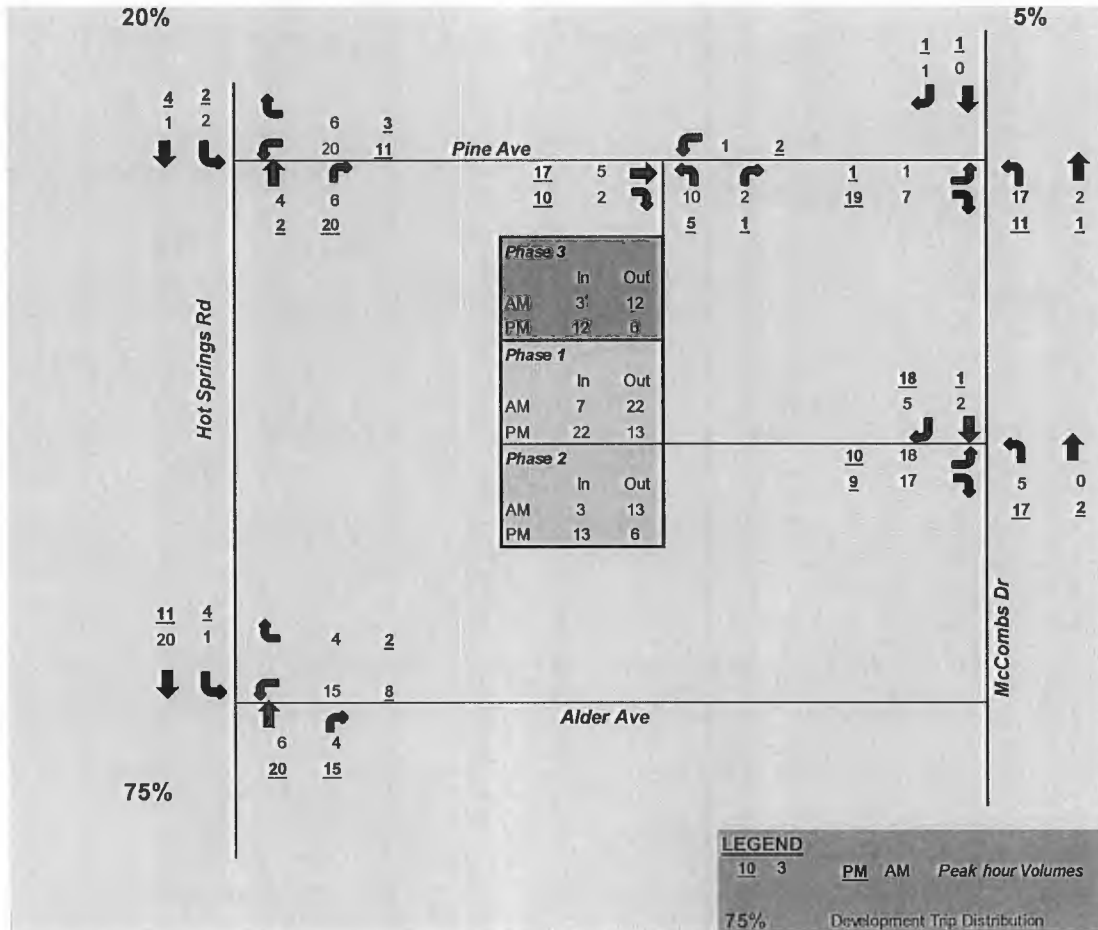 20% 5%
1 1
1 0
4 2
1 2
6 3
20 11
Pine Ave
1 2
17 5
10 2
4 6
2 20
10 2
5 1
1 1
19 7
17 2
11 1
Phase 3
In Out
AM 3 12
PM 12 6
Phase 1
In Out
AM 7 22
PM 22 13
Phase 2
In Out
AM 3 13
PM 13 6
Hot Springs Rd
18 1
5 2
10 18
9 17
5 0
17 2
McCombs Dr
11 4
20 1
4 2
15 8
Alder Ave
6 4
20 15
75%
LEGEND
10 3 PM AM Peak hour Volumes
75% Development Trip Distribution